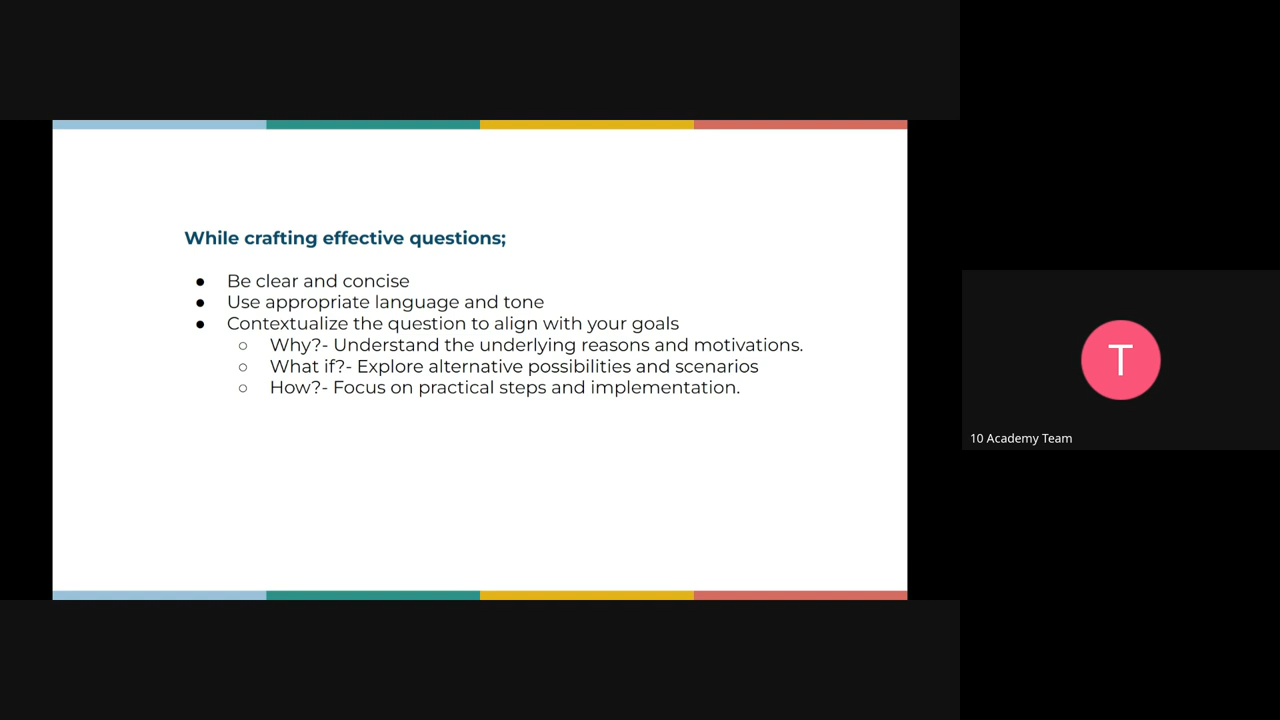 While crafting effective questions;
● Be clear and concise
● Use appropriate language and tone
● Contextualize the question to align with your goals
○ Why?- Understand the underlying reasons and motivations.
○ What if?- Explore alternative possibilities and scenarios
○ How?- Focus on practical steps and implementation.
T
10 Academy Team